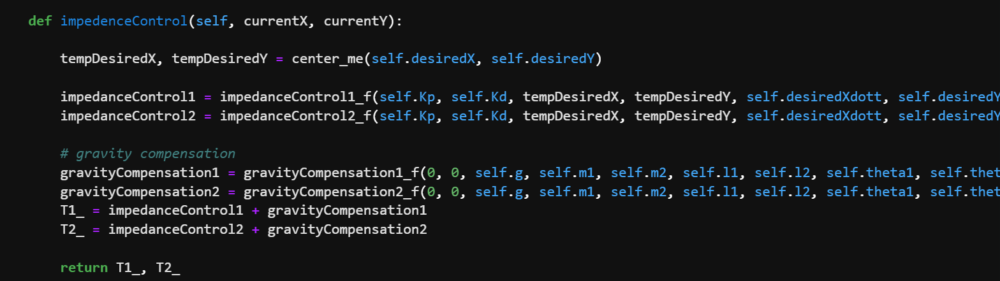 def impedenceControl(self, currentX, currentY):
tempDesiredX, tempDesiredY = center_me(self.desiredX, self.desiredY)
impedanceControl1 = impedanceControl1_f(self.Kp, self.Kd, tempDesiredX, tempDesiredY, self.desiredXdott, self.desiredY
impedanceControl2 = impedanceControl2_f(self.Kp, self.Kd, tempDesiredX, tempDesiredY, self.desiredXdott, self.desiredY
# gravity compensation
gravityCompensation1 = gravityCompensation1_f(0, 0, self.g, self.m1, self.m2, self.l1, self.l2, self.theta1, self.thet
gravityCompensation2 = gravityCompensation2_f(0, 0, self.g, self.m1, self.m2, self.l1, self.l2, self.theta1, self.thet
T1_ = impedanceControl1 + gravityCompensation1
T2_ = impedanceControl2 + gravityCompensation2
return T1_, T2_